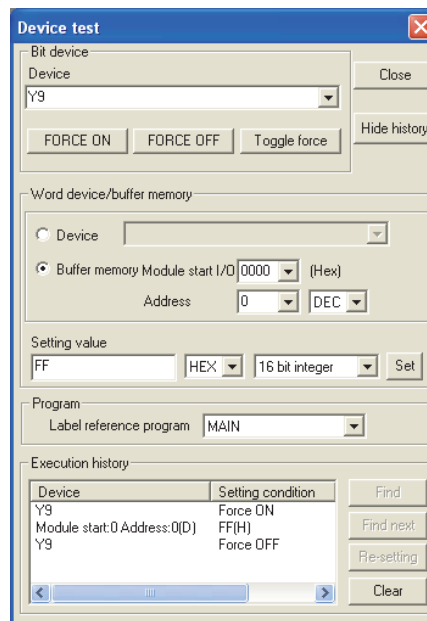 Device test
Bit device
Device
Close
Y9
FORCE ON FORCE OFF Toggle force
Hide history
Word device/buffer memory
Device
Buffer memory Module start I/O 0000 (Hex)
Address 0 DEC
Setting value
FF HEX 16 bit integer Set
Program
Label reference program MAIN
Execution history
Device Setting condition
Find
Y9 Force ON
Module start:0 Address:0(D) FF(H)
Find next
Y9 Force OFF
Re-setting
Clear